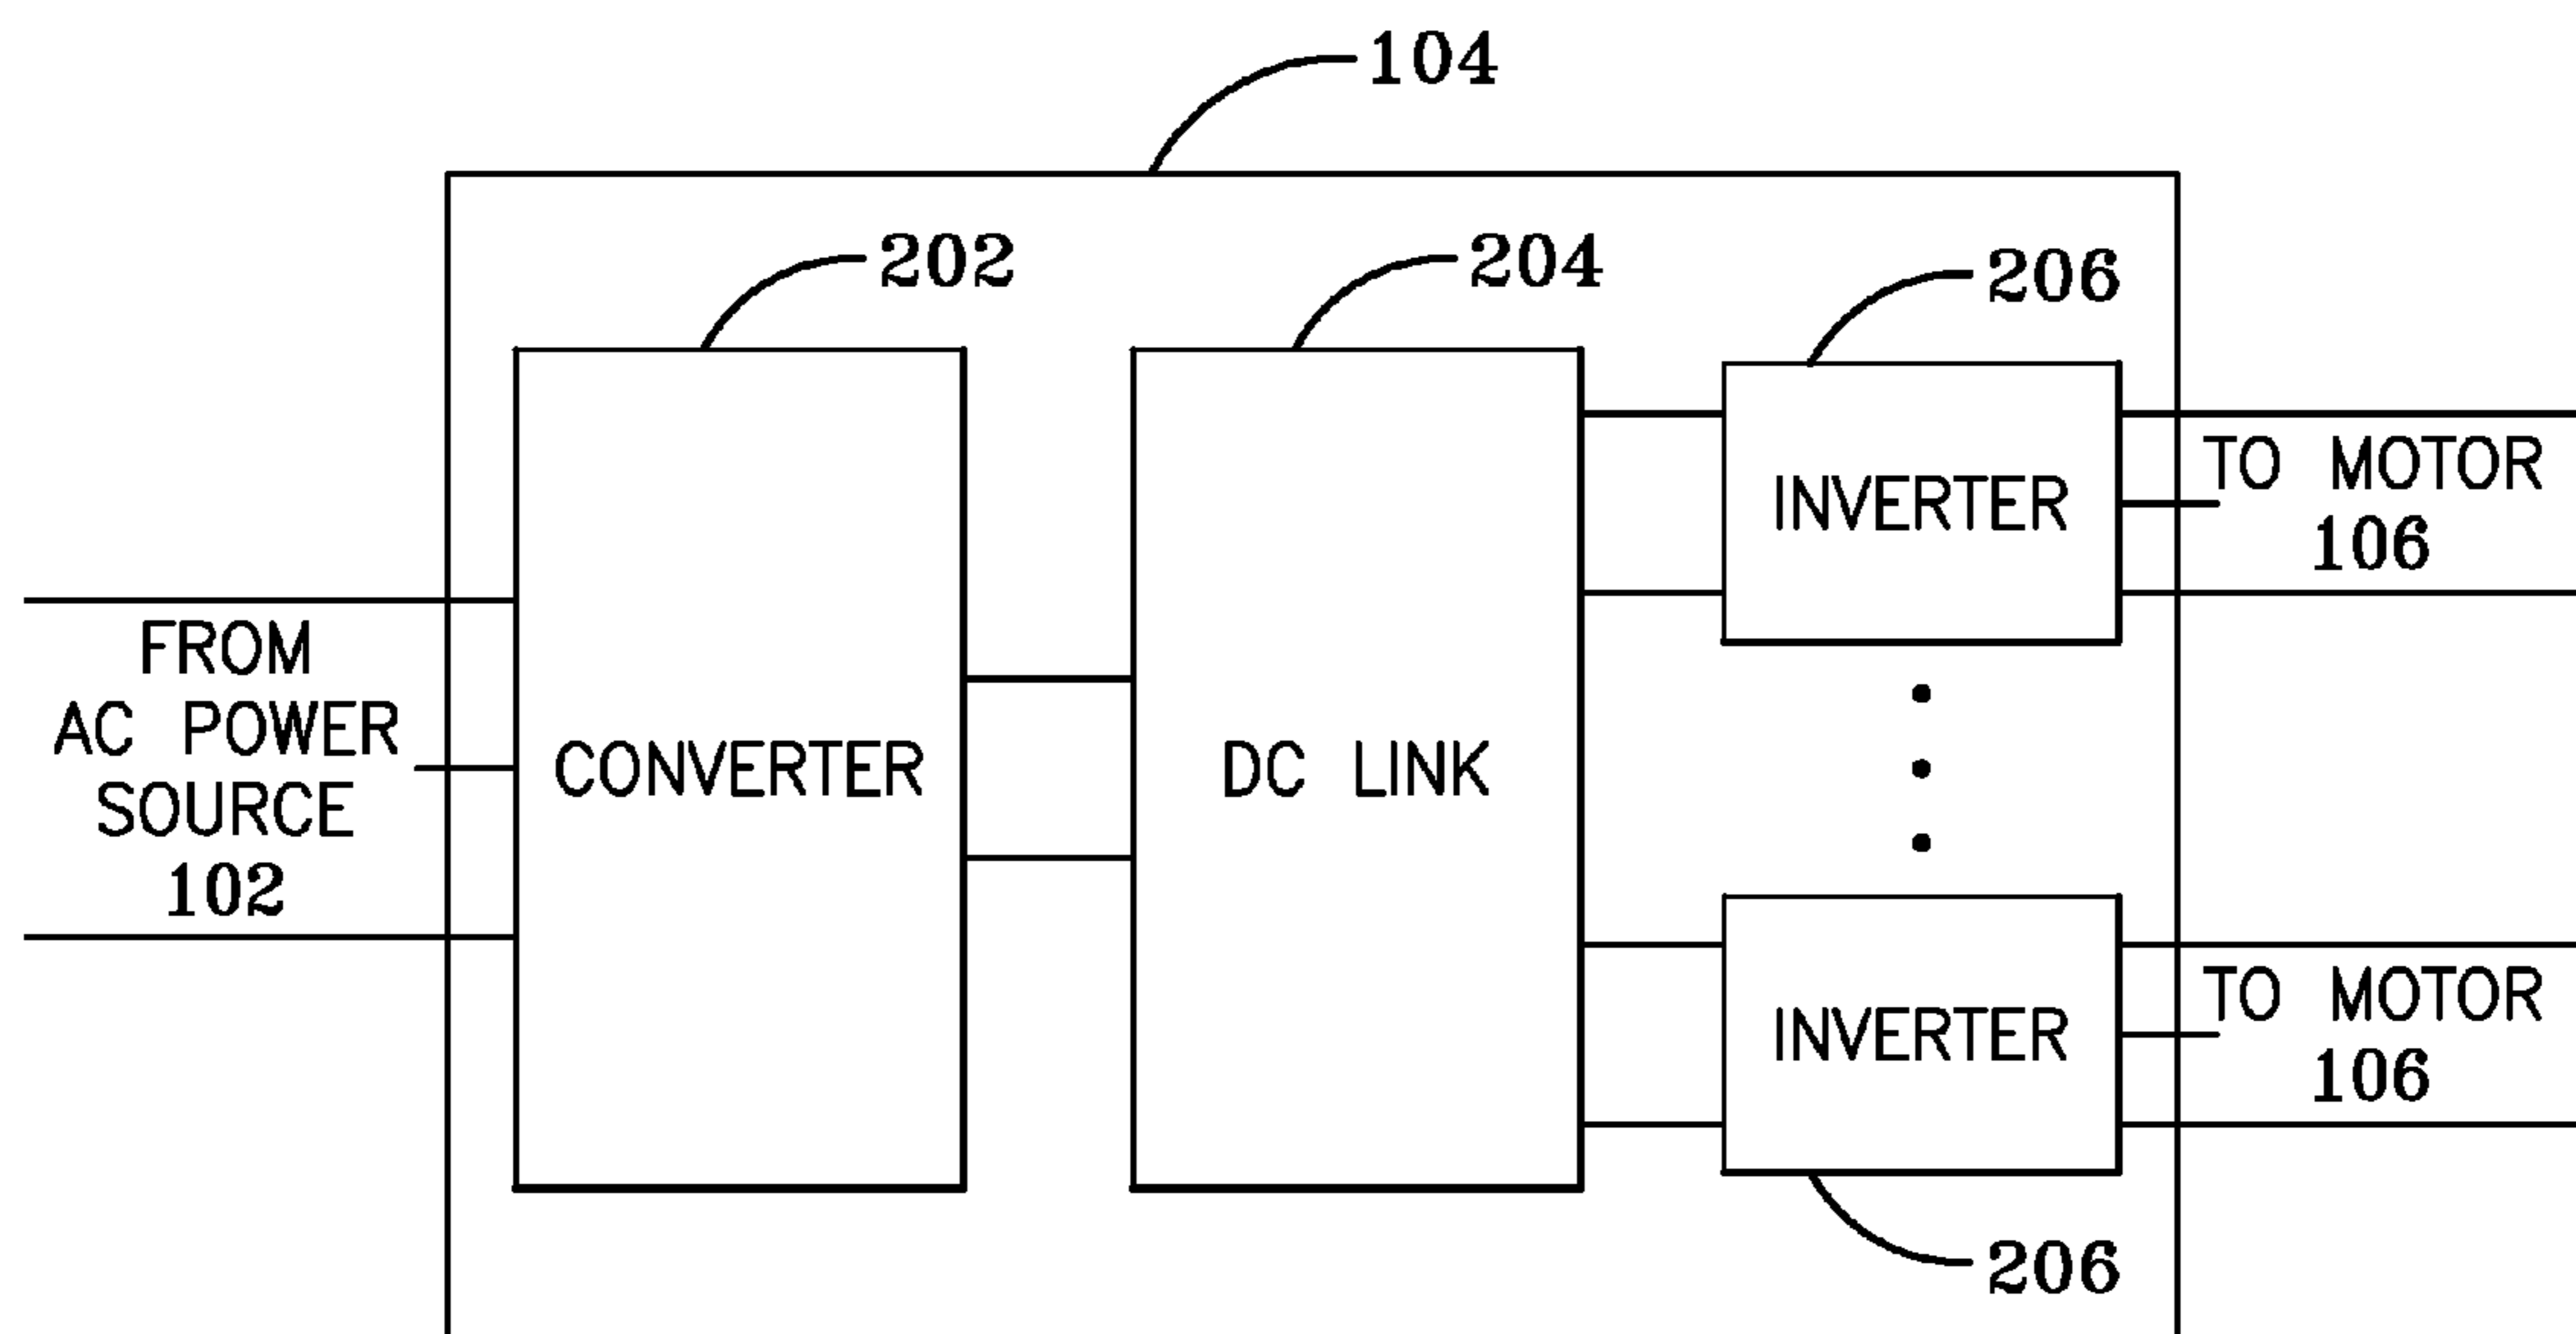 104
202
204
206
FROM
AC POWER
SOURCE
102
CONVERTER
DC LINK
INVERTER
TO MOTOR
106
INVERTER
TO MOTOR
106
206